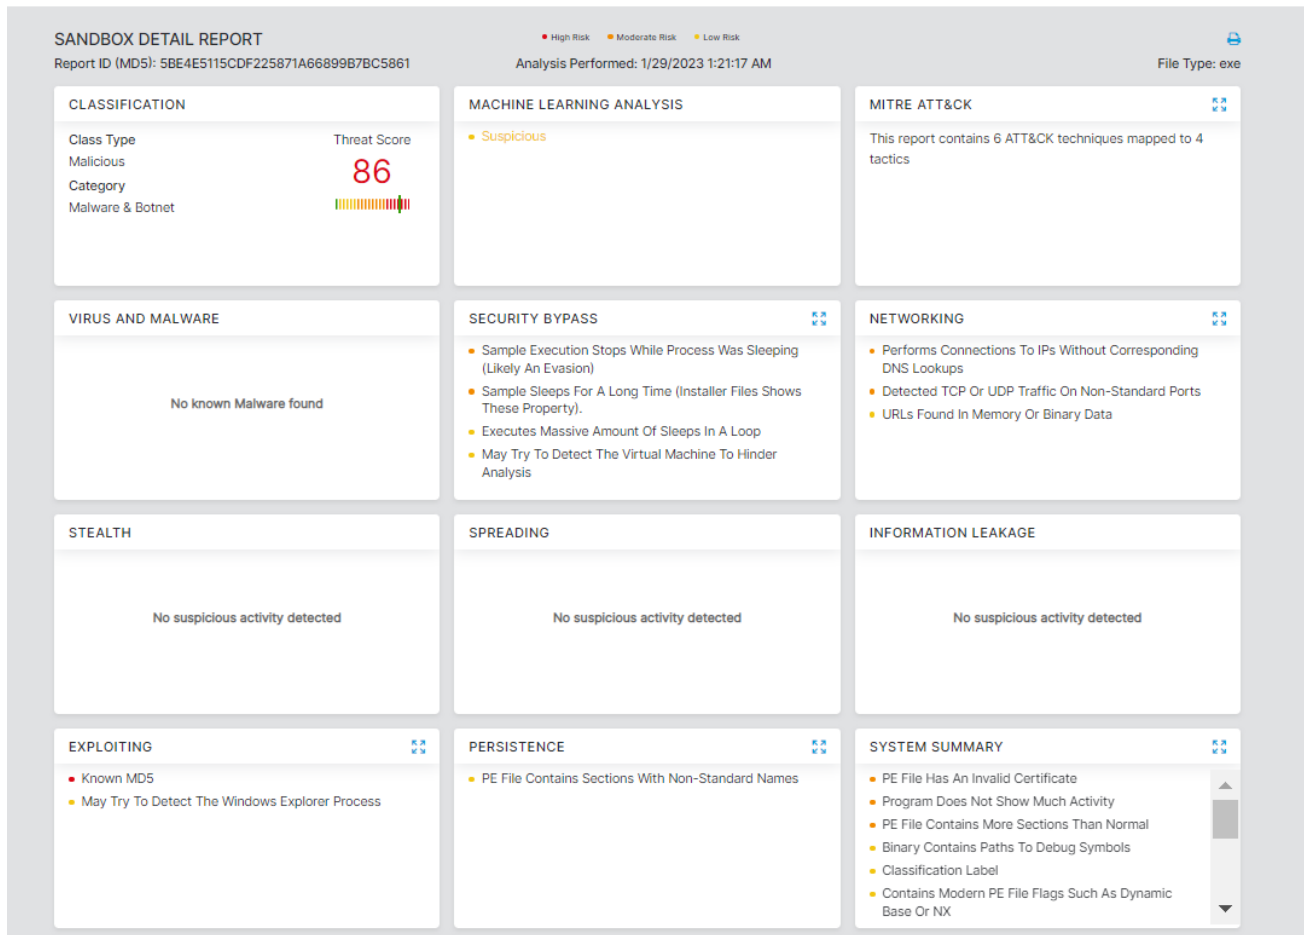 SANDBOX DETAIL REPORT
High Risk Moderate Risk Low Risk
Report ID (MD5): 5BE4E5115CDF225871A66899B7BC5861
Analysis Performed: 1/29/2023 1:21:17 AM
File Type: exe
CLASSIFICATION
Class Type
Threat Score
Malicious
86
Category
Malware & Botnet
MACHINE LEARNING ANALYSIS
Suspicious
MITRE ATT&CK
This report contains 6 ATT&CK techniques mapped to 4
tactics
VIRUS AND MALWARE
No known Malware found
SECURITY BYPASS
Sample Execution Stops While Process Was Sleeping
(Likely An Evasion)
Sample Sleeps For A Long Time (Installer Files Shows
These Property).
Executes Massive Amount Of Sleeps In A Loop
May Try To Detect The Virtual Machine To Hinder
Analysis
NETWORKING
Performs Connections To IPs Without Corresponding
DNS Lookups
Detected TCP Or UDP Traffic On Non-Standard Ports
URLs Found In Memory Or Binary Data
STEALTH
No suspicious activity detected
SPREADING
No suspicious activity detected
INFORMATION LEAKAGE
No suspicious activity detected
EXPLOITING
Known MD5
May Try To Detect The Windows Explorer Process
PERSISTENCE
PE File Contains Sections With Non-Standard Names
SYSTEM SUMMARY
PE File Has An Invalid Certificate
Program Does Not Show Much Activity
PE File Contains More Sections Than Normal
Binary Contains Paths To Debug Symbols
Classification Label
Contains Modern PE File Flags Such As Dynamic
Base Or NX